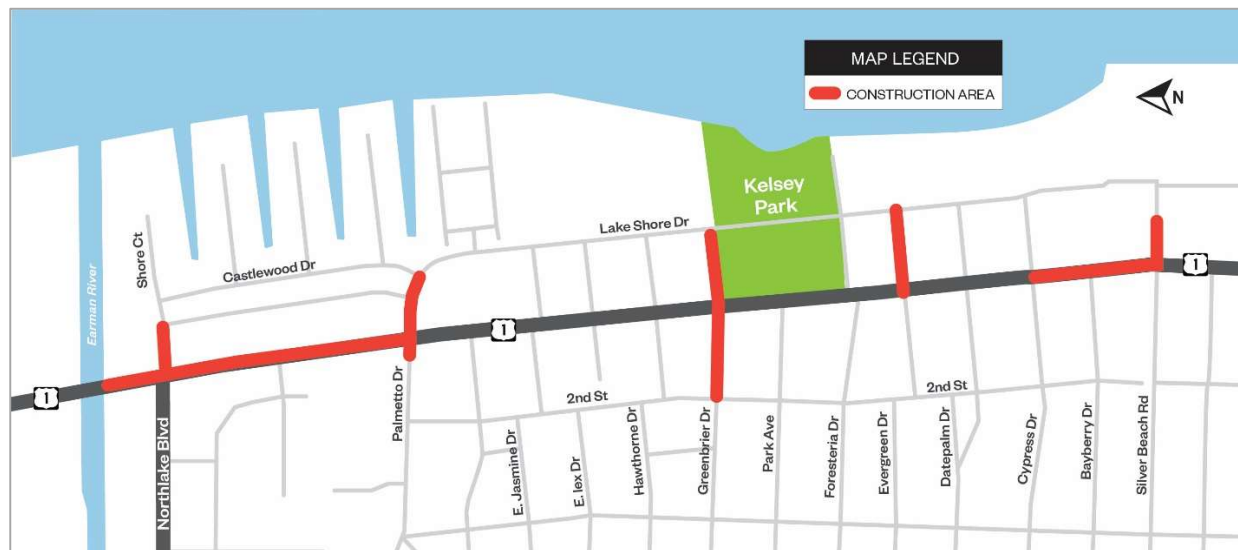 MAP LEGEND
CONSTRUCTION AREA
N
Kelsey
Park
Lake Shore Dr
Shore Ct
Castlewood Dr
Earman River
1
1
1
2nd St
2nd St
Northlake Blvd
Palmetto Dr
E. Jasmine Dr
E. Iex Dr
Hawthorne Dr
Greenbrier Dr
Park Ave
Foresteria Dr
Evergreen Dr
Datepalm Dr
Cypress Dr
Bayberry Dr
Silver Beach Rd